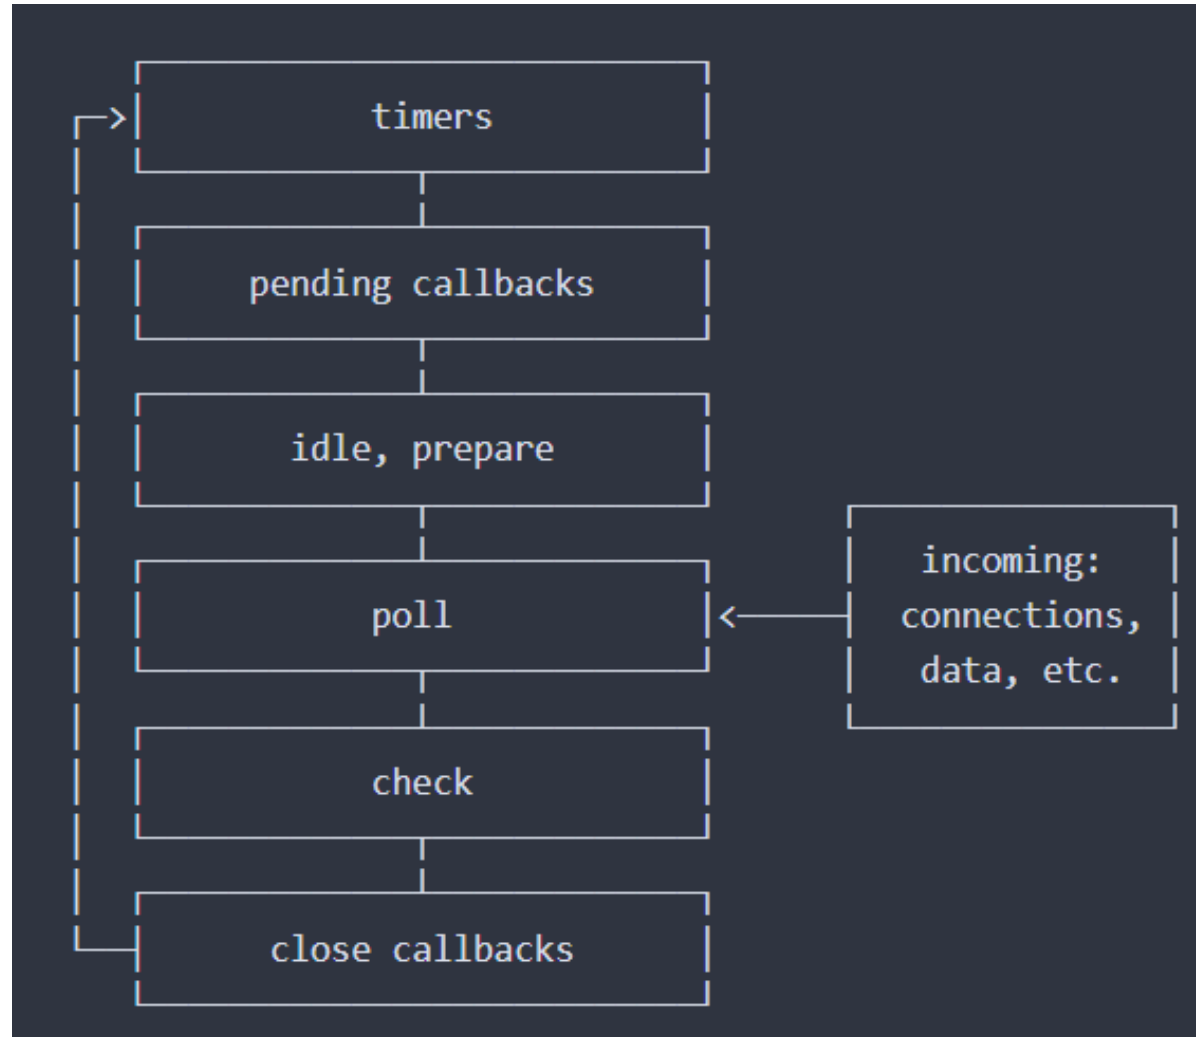 timers
pending callbacks
idle, prepare
poll
incoming:
connections,
data, etc.
check
close callbacks